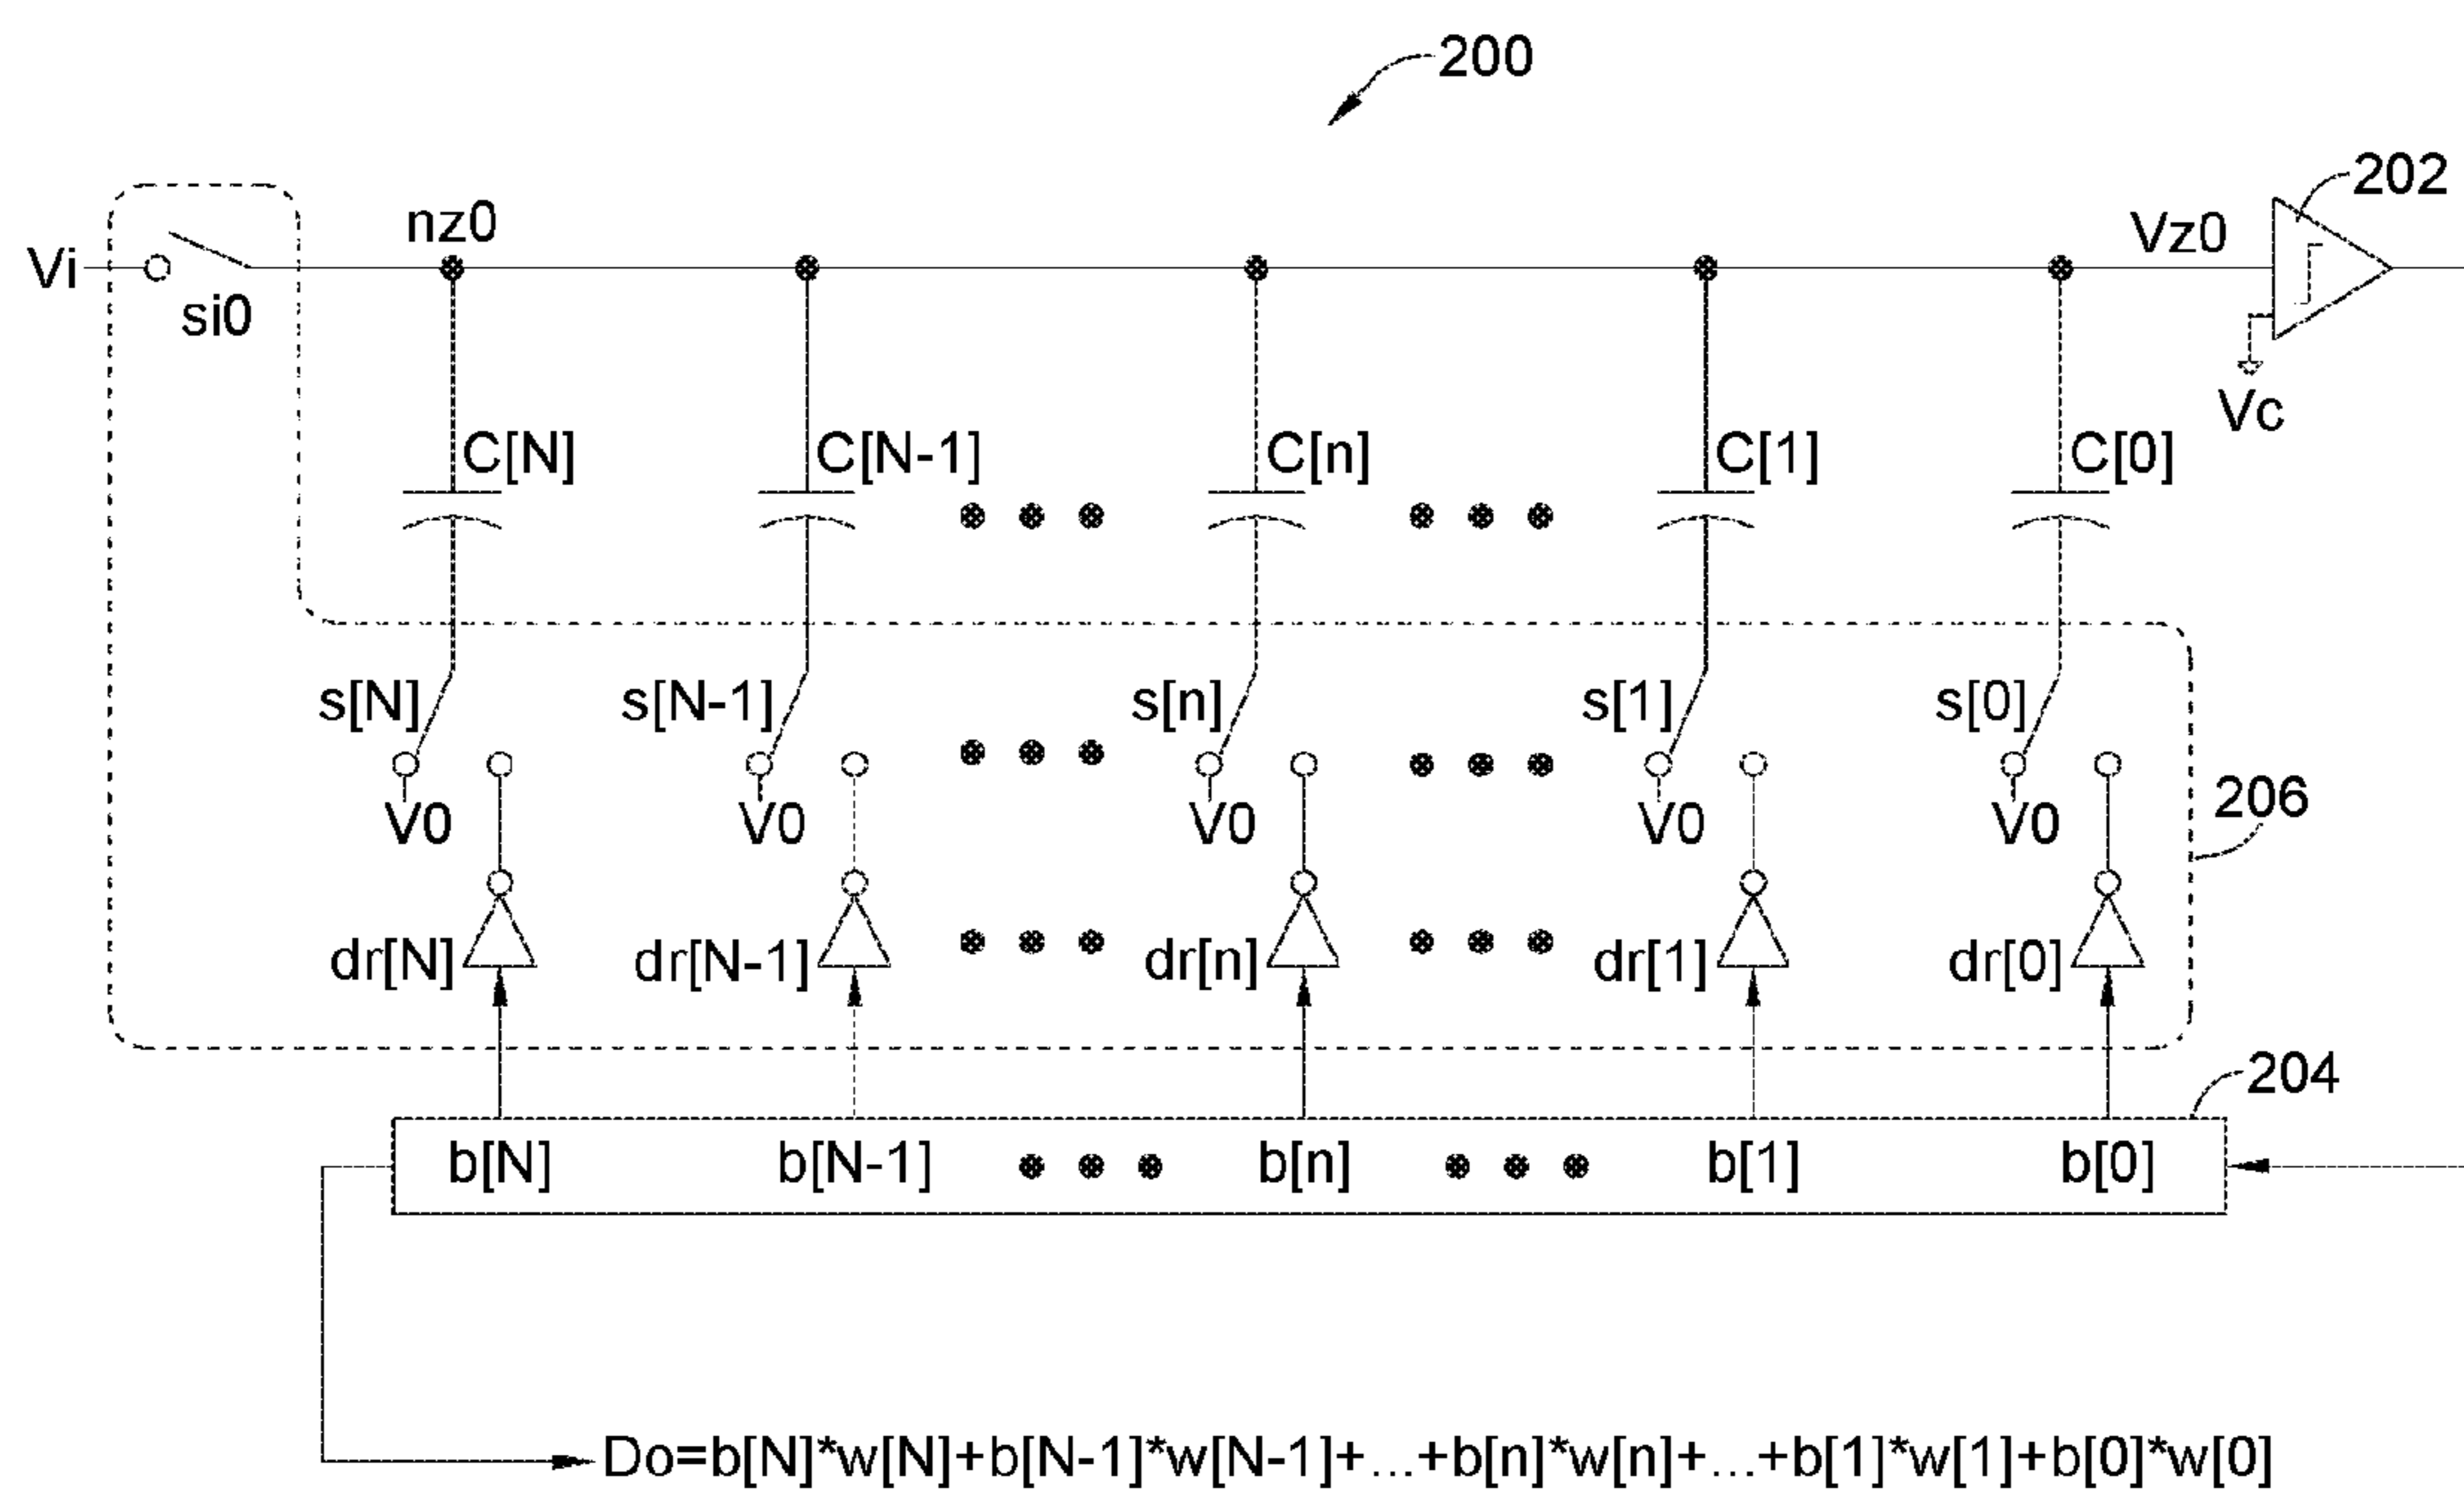 200
202
nz0
Vz0
Vi
si0
Vc
C[N] C[N-1] C[n] C[1] C[0]
s[N] s[N-1] s[n] s[1] s[0]
V0 V0 V0 V0 V0
206
dr[N] dr[N-1] dr[n] dr[1] dr[0]
204
b[N] b[N-1] b[n] b[1] b[0]
Do=b[N]*w[N]+b[N-1]*w[N-1]+...+b[n]*w[n]+...+b[1]*w[1]+b[0]*w[0]